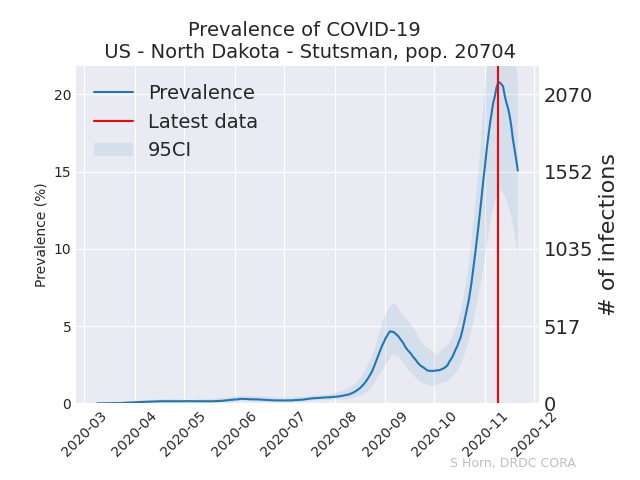 Prevalence of COVID-19
US - North Dakota - Stutsman, pop. 20704
Prevalence
Latest data
95CI
Prevalence (%)
20
15
10
5
0
2070
1552
1035
517
0
# of infections
2020-03
2020-04
2020-05
2020-06
2020-07
2020-08
2020-09
2020-10
2020-11
2020-12
S Horn, DRDC CORA